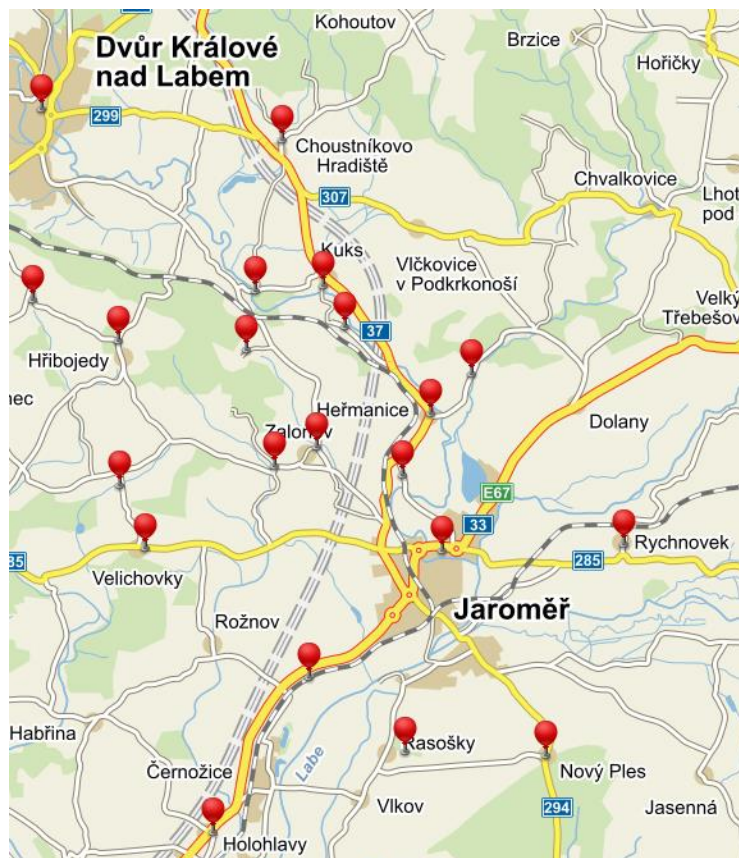 Kohoutov
Brzice
Dvůr Králové
nad Labem
Hořičky
299
Choustníkovo
Hradiště
Chvalkovice
Lhot
pod
307
Kuks
Vlčkovice
v Podkrkonoší
Velký
Třebešov
37
Hřibojedy
nec
Heřmanice
Dolany
E67
33
285
Rychnovek
35
Velichovky
Jaroměř
Rožnov
Habřina
Rasošky
Černožice
Labe
Nový Ples
Vlkov
294
Jasenná
Holohlavy